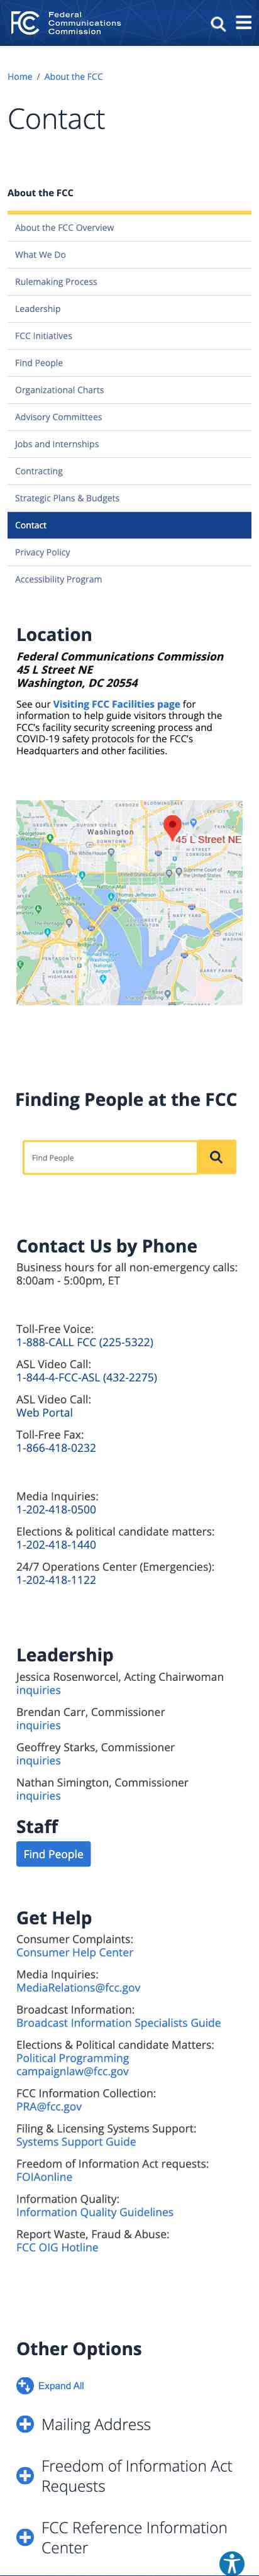 Federal
Communications
Commission
Home / About the FCC
Contact
About the FCC
About the FCC Overview
What We Do
Rulemaking Process
Leadership
FCC Initiatives
Find People
Organizational Charts
Advisory Committees
Jobs and Internships
Contracting
Strategic Plans & Budgets
Contact
Privacy Policy
Accessibility Program
Location
Federal Communications Commission
45 L Street NE
Washington, DC 20554
See our Visiting FCC Facilities page for
information to help guide visitors through the
FCC's facility security screening process and
COVID-19 safety protocols for the FCC's
Headquarters and other facilities.
Washington
45 L Street NE
Finding People at the FCC
Find People
Contact Us by Phone
Business hours for all non-emergency calls:
8:00am - 5:00pm, ET
Toll-Free Voice:
1-888-CALL FCC (225-5322)
ASL Video Call:
1-844-4-FCC-ASL (432-2275)
ASL Video Call:
Web Portal
Toll-Free Fax:
1-866-418-0232
Media Inquiries:
1-202-418-0500
Elections & political candidate matters:
1-202-418-1440
24/7 Operations Center (Emergencies):
1-202-418-1122
Leadership
Jessica Rosenworcel, Acting Chairwoman
inquiries
Brendan Carr, Commissioner
inquiries
Geoffrey Starks, Commissioner
inquiries
Nathan Simington, Commissioner
inquiries
Staff
Find People
Get Help
Consumer Complaints:
Consumer Help Center
Media Inquiries:
MediaRelations@fcc.gov
Broadcast Information:
Broadcast Information Specialists Guide
Elections & Political candidate Matters:
Political Programming
campaignlaw@fcc.gov
FCC Information Collection:
PRA@fcc.gov
Filing & Licensing Systems Support:
Systems Support Guide
Freedom of Information Act requests:
FOIAonline
Information Quality:
Information Quality Guidelines
Report Waste, Fraud & Abuse:
FCC OIG Hotline
Other Options
Expand All
Mailing Address
Freedom of Information Act
Requests
FCC Reference Information
Center